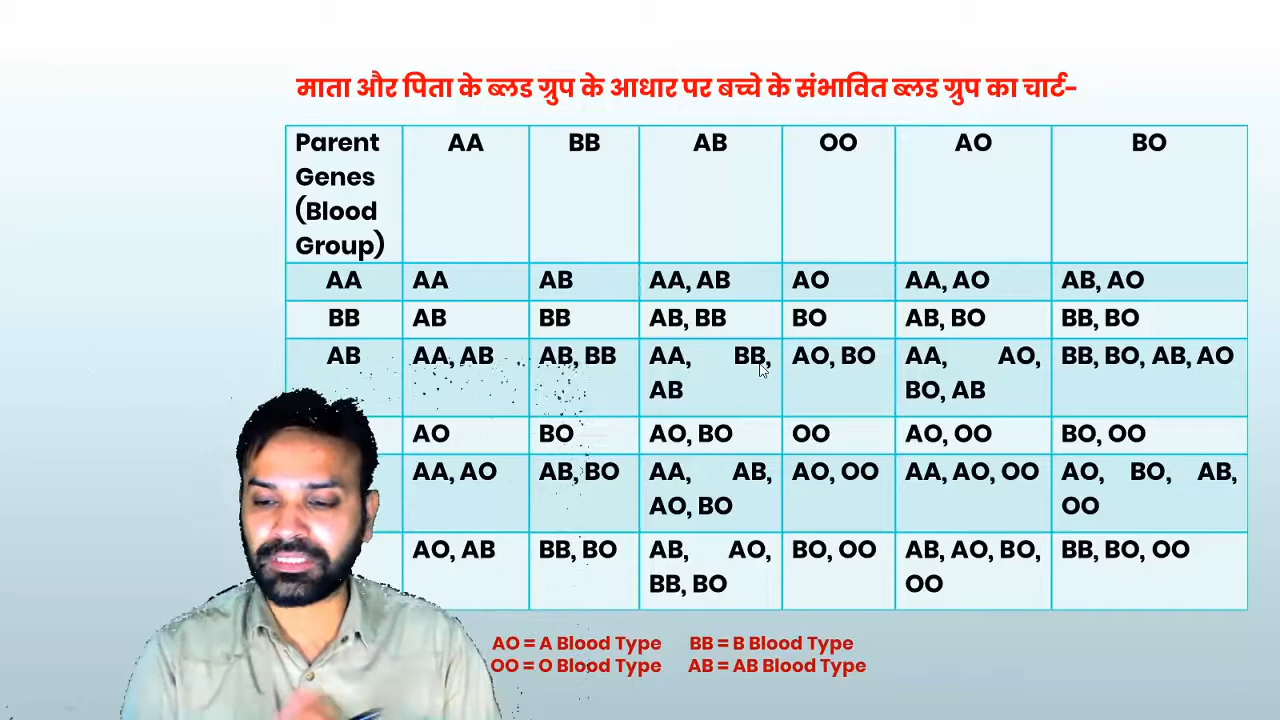 माता और पिता के ब्लड ग्रुप के आधार पर बच्चे के संभावित ब्लड ग्रुप का चार्ट-
Parent Genes (Blood Group) AA BB AB OO AO BO
AA AA AB AA, AB AO AA, AO AB, AO
BB AB BB AB, BB BO AB, BO BB, BO
AB AA, AB AB, BB AA, BB, AB AO, BO AA, AO, BO, AB BB, BO, AB, AO
AO BO AO, BO OO AO, OO BO, OO
AA, AO AB, BO AA, AB, AO, BO AO, OO AA, AO, OO AO, BO, AB, OO
AO, AB BB, BO AB, AO, BB, BO BO, OO AB, AO, BO, OO BB, BO, OO
AO = A Blood Type BB = B Blood Type
OO = O Blood Type AB = AB Blood Type